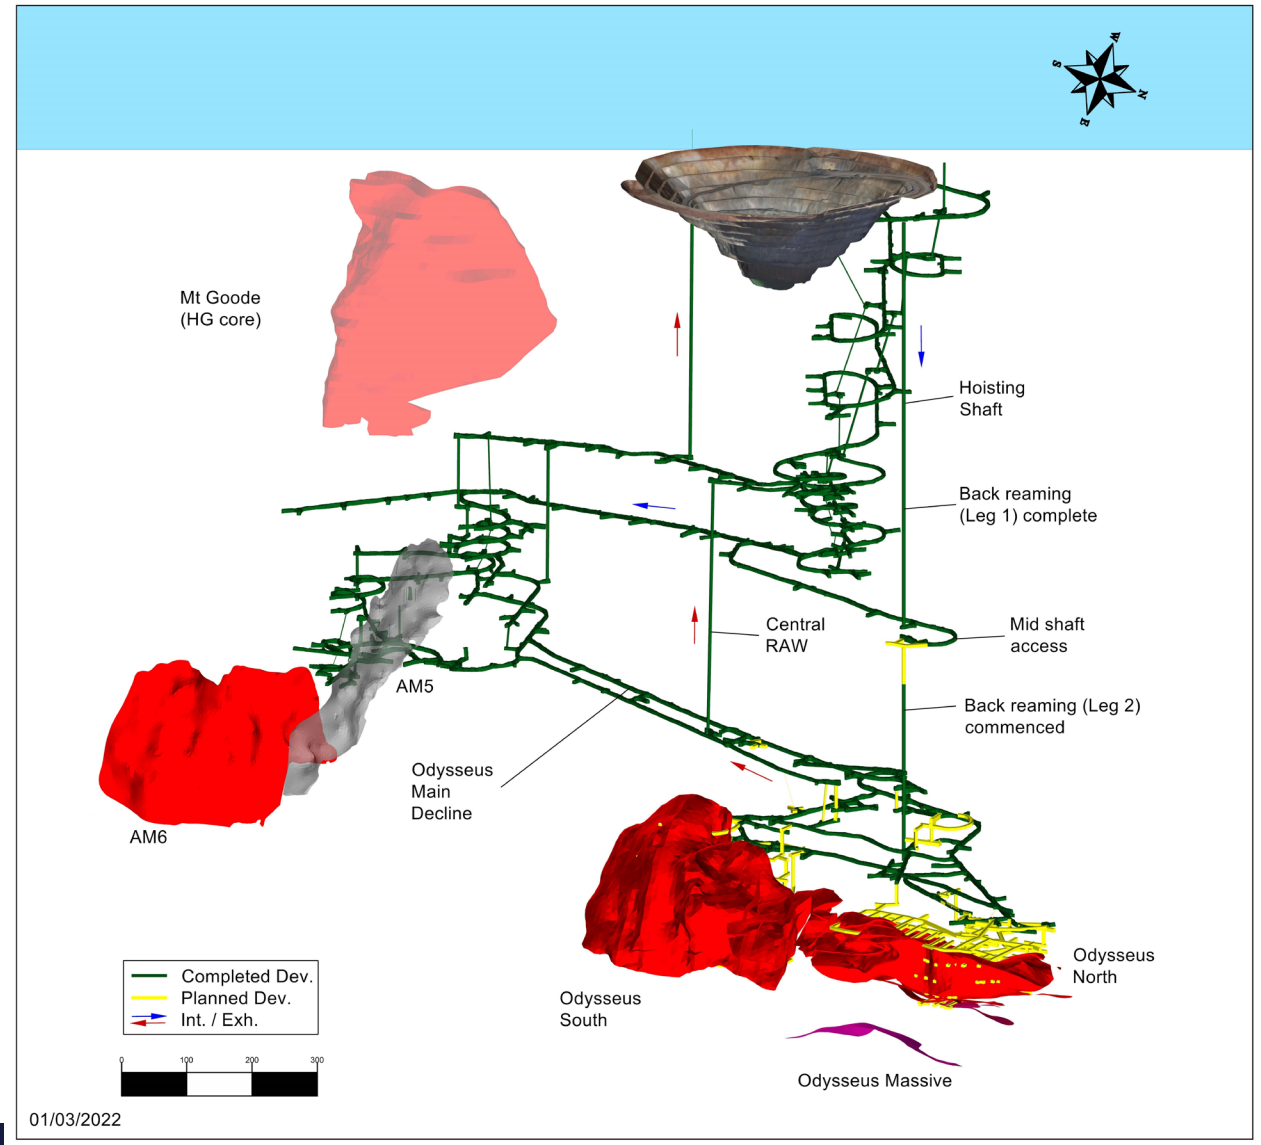 W
S
N
E
Mt Goode
(HG core)
Hoisting
Shaft
Back reaming
(Leg 1) complete
Central
RAW
Mid shaft
access
AM5
Back reaming (Leg 2)
commenced
Odysseus
Main
Decline
AM6
Odysseus
North
Odysseus
South
Odysseus Massive
Completed Dev.
Planned Dev.
Int. / Exh.
0 100 200 300
01/03/2022